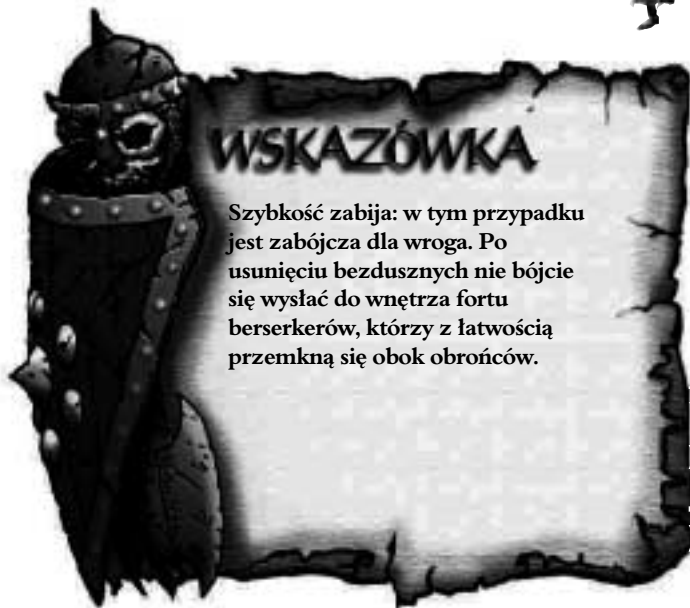 WSKAZÓWKA
Szybkość zabija: w tym przypadku
jest zabójcza dla wroga. Po
usunięciu bezdusznych nie bójcie
się wysłać do wnętrza fortu
berserkerów, którzy z łatwością
przemkną się obok obrońców.